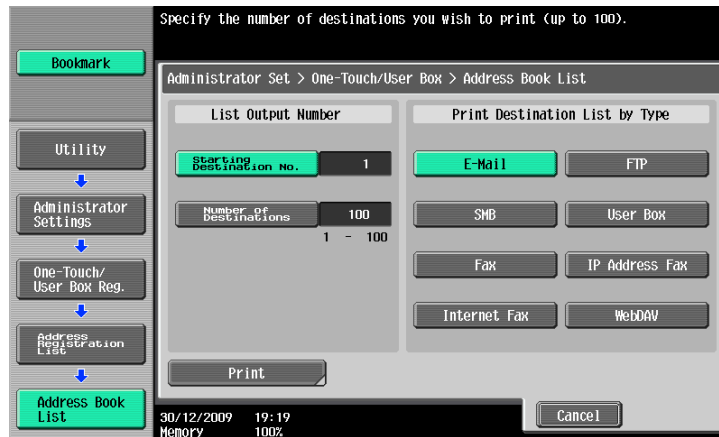 Specify the number of destinations you wish to print (up to 100).
Bookmark
Administrator Set > One-Touch/User Box > Address Book List
List Output Number
Print Destination List by Type
Utility
Starting
Destination No.
1
E-Mail
FTP
Administrator
Settings
Number of
Destinations
100
SMB
User Box
1 - 100
One-Touch/
User Box Reg.
Fax
IP Address Fax
Address
Registration
List
Internet Fax
WebDAV
Print
Address Book
List
30/12/2009 19:19
Memory 100%
Cancel